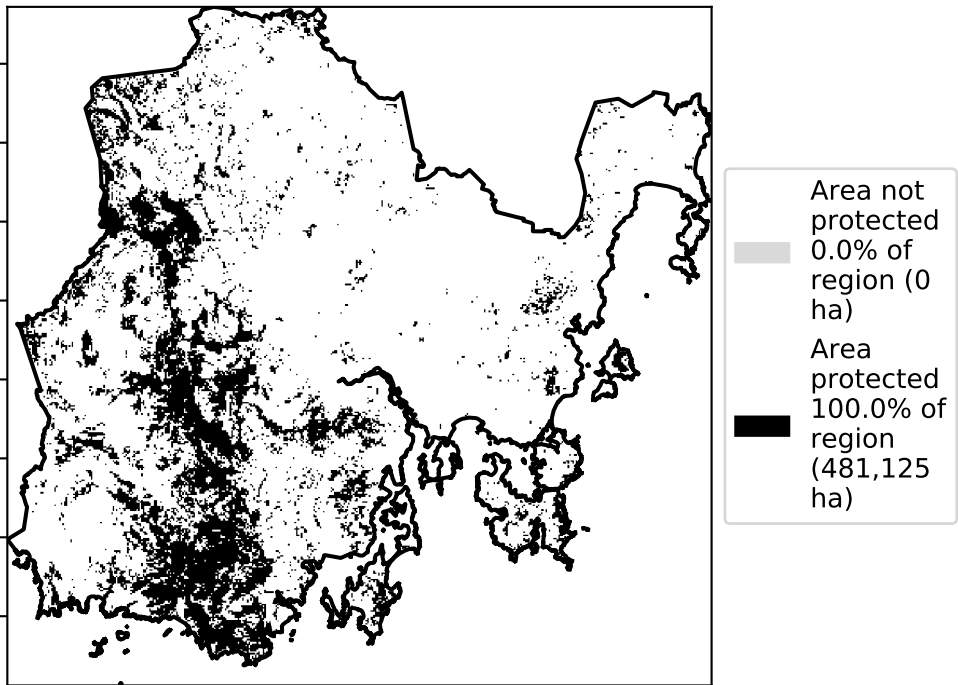 Area not
protected
0.0% of
region (0
ha)
Area
protected
100.0% of
region
(481,125
ha)